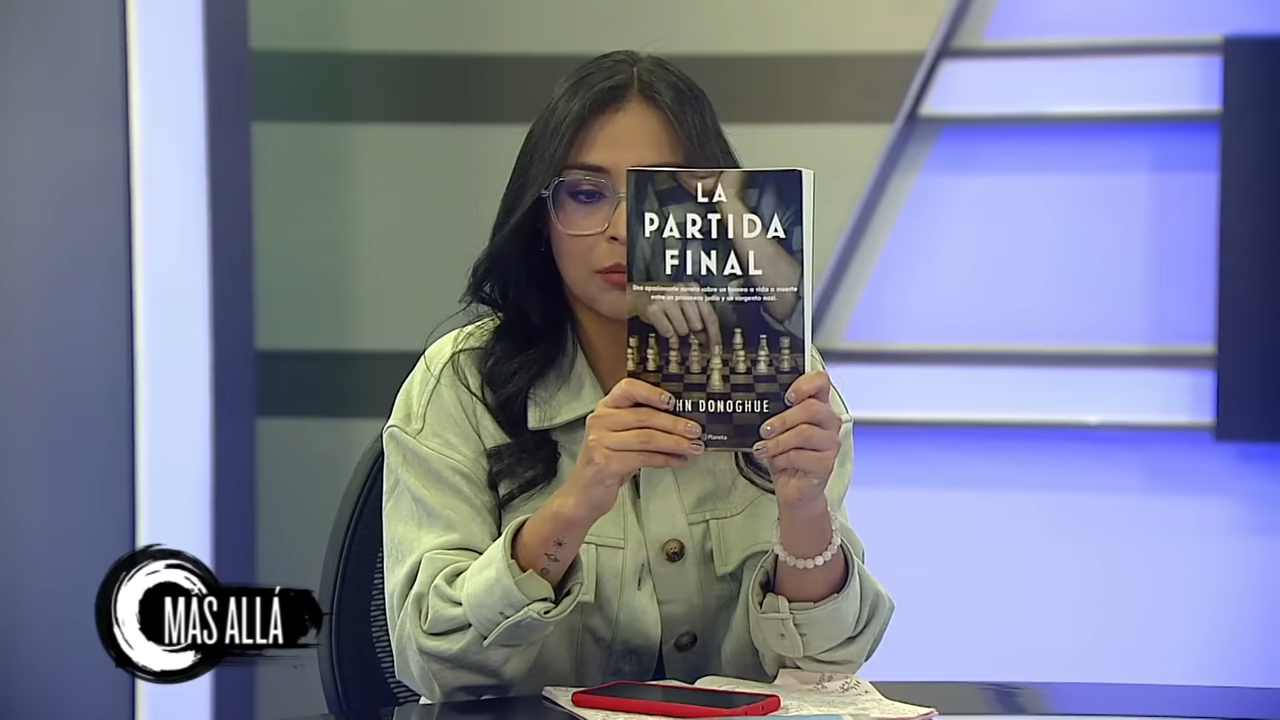 LA
PARTIDA
FINAL
Una apasionante novela sobre un torneo a vida o muerte
entre un prisionero judío y un sargento nazi.
HN DONOGHUE
Planeta
MÁS ALLÁ